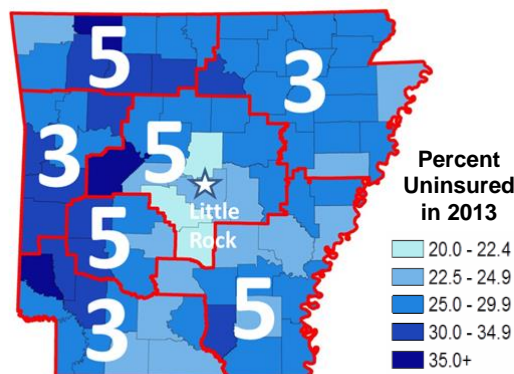 5
3
3
5
Little
Rock
5
3
5
Percent
Uninsured
in 2013
20.0 - 22.4
22.5 - 24.9
25.0 - 29.9
30.0 - 34.9
35.0+